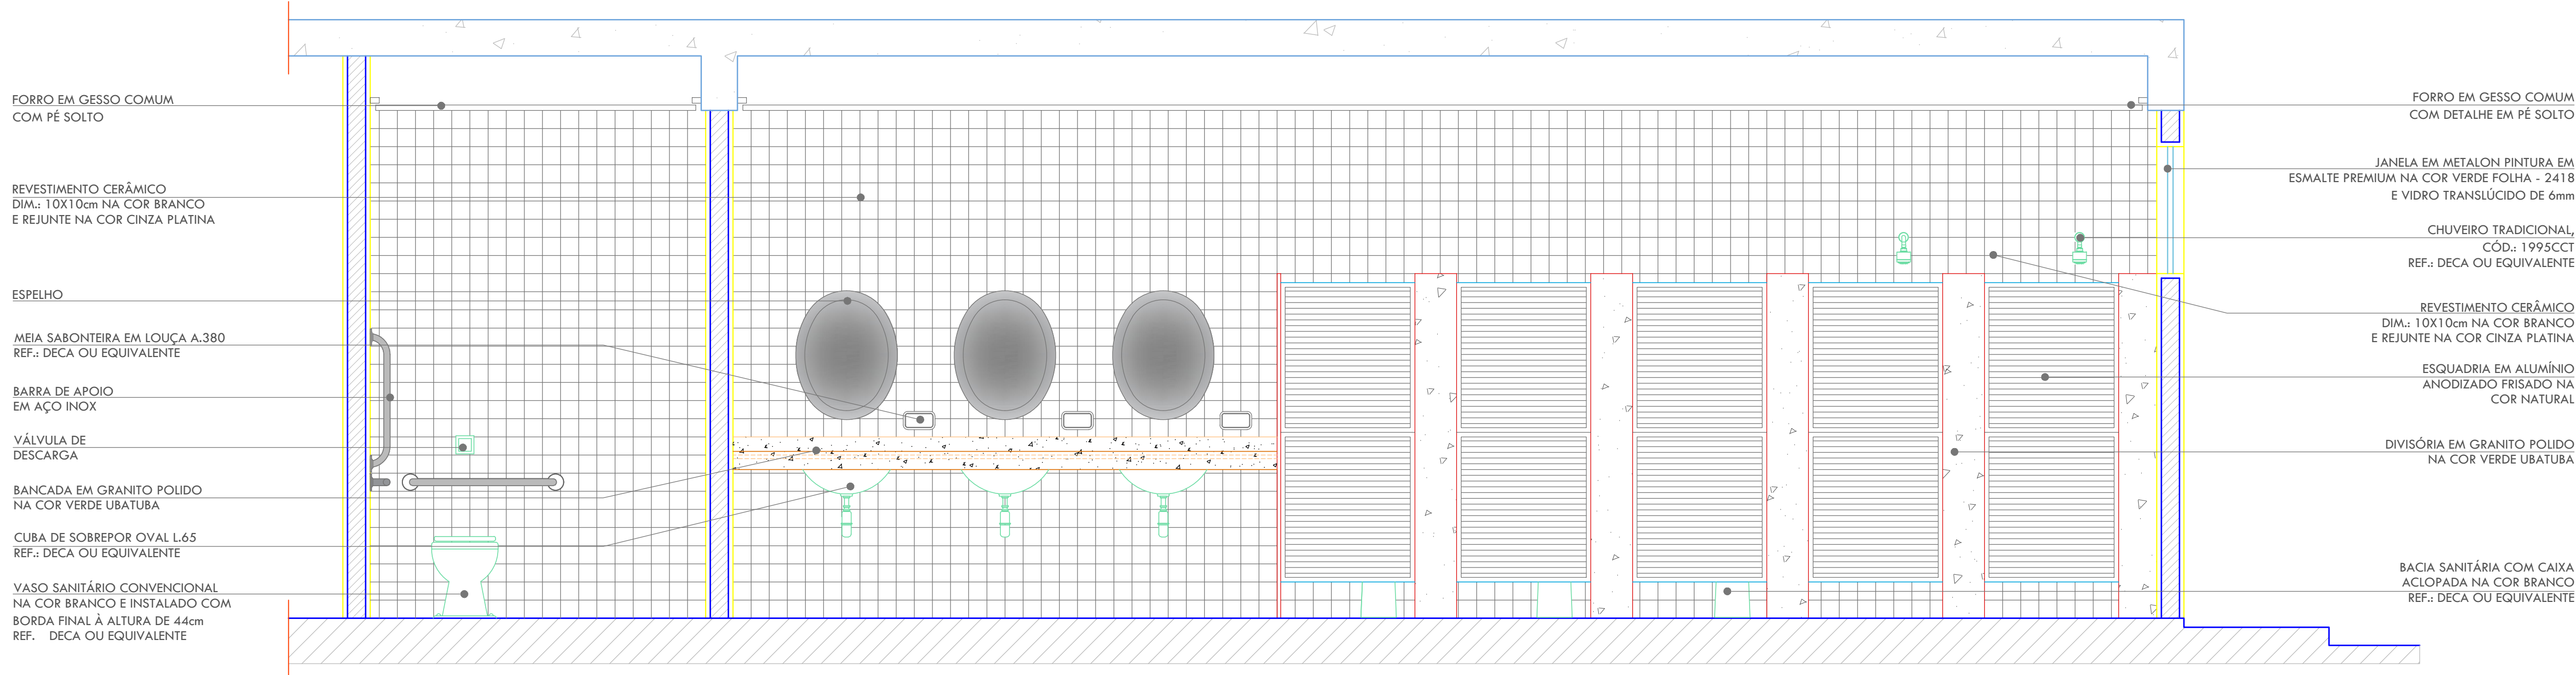 FORRO EM GESSO COMUM
COM PÉ SOLTO
REVESTIMENTO CERÂMICO
DIM.: 10X10cm NA COR BRANCO
E REJUNTE NA COR CINZA PLATINA
ESPELHO
MEIA SABONTEIRA EM LOUÇA A.380
REF.: DECA OU EQUIVALENTE
BARRA DE APOIO
EM AÇO INOX
VÁLVULA DE
DESCARGA
BANCADA EM GRANITO POLIDO
NA COR VERDE UBATUBA
CUBA DE SOBREPOR OVAL L.65
REF.: DECA OU EQUIVALENTE
VASO SANITÁRIO CONVENCIONAL
NA COR BRANCO E INSTALADO COM
BORDA FINAL À ALTURA DE 44cm
REF. DECA OU EQUIVALENTE
FORRO EM GESSO COMUM
COM DETALHE EM PÉ SOLTO
JANELA EM METALON PINTURA EM
ESMALTE PREMIUM NA COR VERDE FOLHA - 2418
E VIDRO TRANSLÚCIDO DE 6mm
CHUVEIRO TRADICIONAL,
CÓD.: 1995CCT
REF.: DECA OU EQUIVALENTE
REVESTIMENTO CERÂMICO
DIM.: 10X10cm NA COR BRANCO
E REJUNTE NA COR CINZA PLATINA
ESQUADRIA EM ALUMÍNIO
ANODIZADO FRISADO NA
COR NATURAL
DIVISÓRIA EM GRANITO POLIDO
NA COR VERDE UBATUBA
BACIA SANITÁRIA COM CAIXA
ACLOPADA NA COR BRANCO
REF.: DECA OU EQUIVALENTE